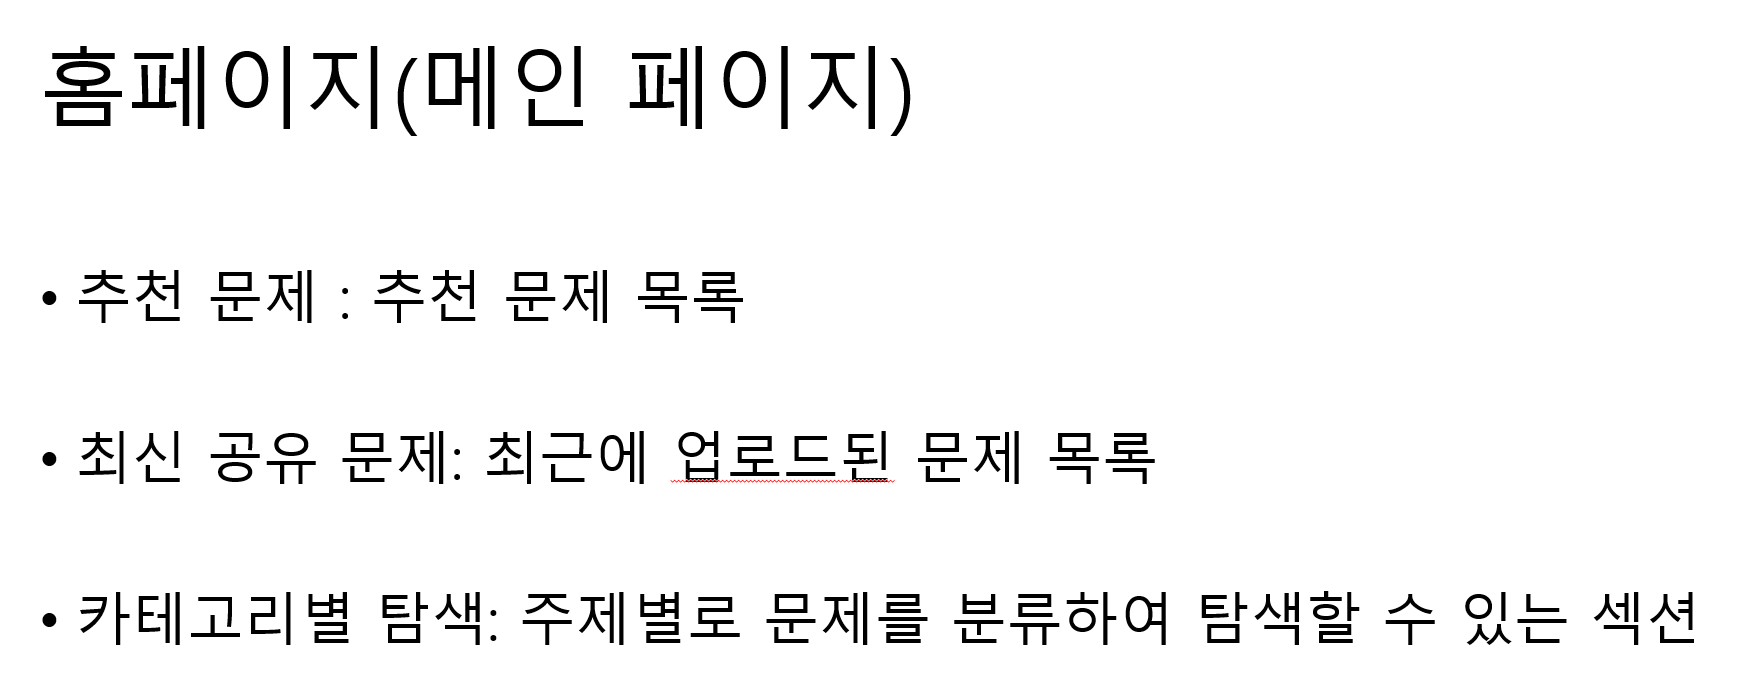 홈페이지(메인 페이지)
• 추천 문제 : 추천 문제 목록
• 최신 공유 문제: 최근에 업로드된 문제 목록
• 카테고리별 탐색: 주제별로 문제를 분류하여 탐색할 수 있는 섹션